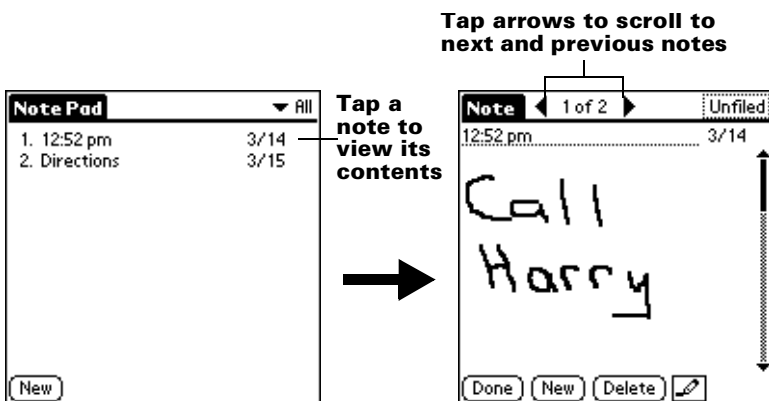 Tap arrows to scroll to
next and previous notes
Note Pad All
1. 12:52 pm 3/14
2. Directions 3/15
New
Tap a
note to
view its
contents
Note 1 of 2 Unfiled
12:52 pm 3/14
Call
Harry
Done New Delete